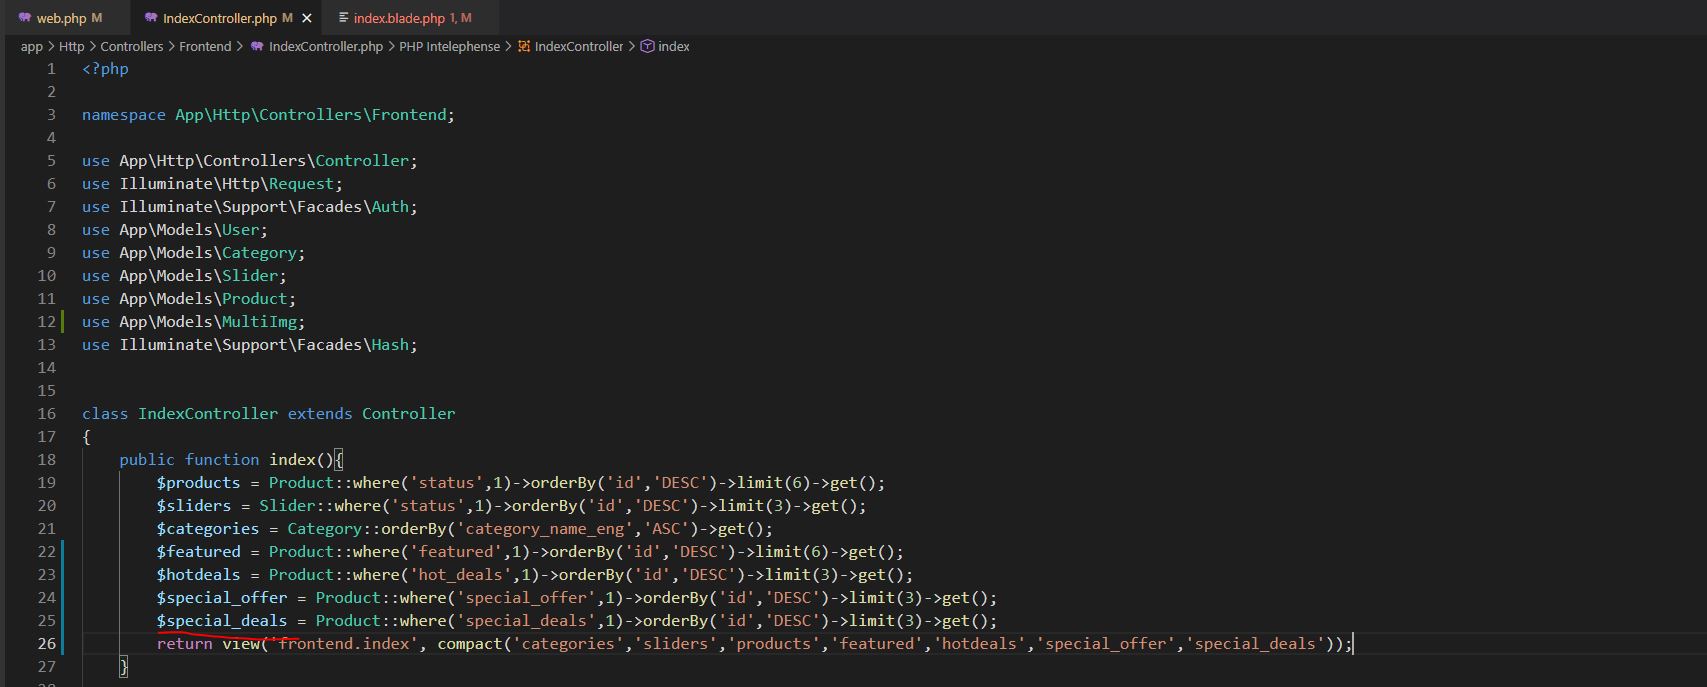 web.php M
IndexController.php M ×
index.blade.php 1, M
app > Http > Controllers > Frontend > IndexController.php > PHP Intelephense > IndexController > index
1 <?php
2
3 namespace App\Http\Controllers\Frontend;
4
5 use App\Http\Controllers\Controller;
6 use Illuminate\Http\Request;
7 use Illuminate\Support\Facades\Auth;
8 use App\Models\User;
9 use App\Models\Category;
10 use App\Models\Slider;
11 use App\Models\Product;
12 use App\Models\MultiImg;
13 use Illuminate\Support\Facades\Hash;
14
15
16 class IndexController extends Controller
17 {
18 public function index(){
19 $products = Product::where('status',1)->orderBy('id','DESC')->limit(6)->get();
20 $sliders = Slider::where('status',1)->orderBy('id','DESC')->limit(3)->get();
21 $categories = Category::orderBy('category_name_eng','ASC')->get();
22 $featured = Product::where('featured',1)->orderBy('id','DESC')->limit(6)->get();
23 $hotdeals = Product::where('hot_deals',1)->orderBy('id','DESC')->limit(3)->get();
24 $special_offer = Product::where('special_offer',1)->orderBy('id','DESC')->limit(3)->get();
25 $special_deals = Product::where('special_deals',1)->orderBy('id','DESC')->limit(3)->get();
26 return view('frontend.index', compact('categories','sliders','products','featured','hotdeals','special_offer','special_deals'));
27 }